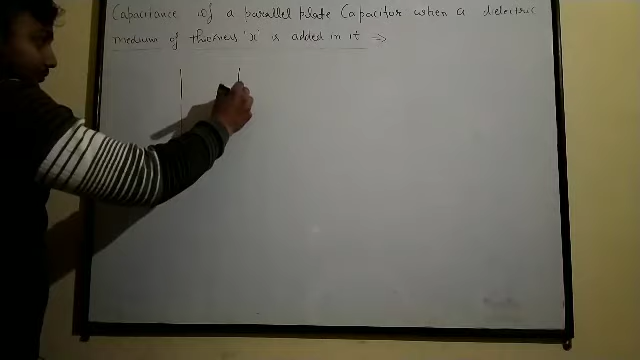 Capacitance of a parallel plate Capacitor when a dielectric
medium of thickness 'x' is added in it →